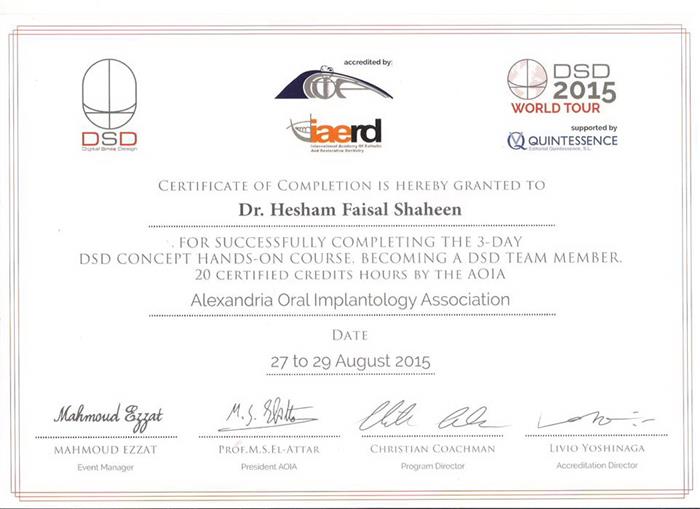 accredited by:
DSD
Digital Smile Design
iaerd
International Academy Of Esthetic
And Restorative Dentistry
DSD
2015
WORLD TOUR
supported by
QUINTESSENCE
Editorial Quintessence, S.L.
CERTIFICATE OF COMPLETION IS HEREBY GRANTED TO
Dr. Hesham Faisal Shaheen
. FOR SUCCESSFULLY COMPLETING THE 3-DAY
DSD CONCEPT HANDS-ON COURSE, BECOMING A DSD TEAM MEMBER.
20 CERTIFIED CREDITS HOURS BY THE AOIA
Alexandria Oral Implantology Association
DATE
27 to 29 August 2015
Mahmoud Ezzat
MAHMOUD EZZAT
Event Manager
PROF.M.S.EL-ATTAR
President AOIA
CHRISTIAN COACHMAN
Program Director
LIVIO YOSHINAGA
Accreditation Director